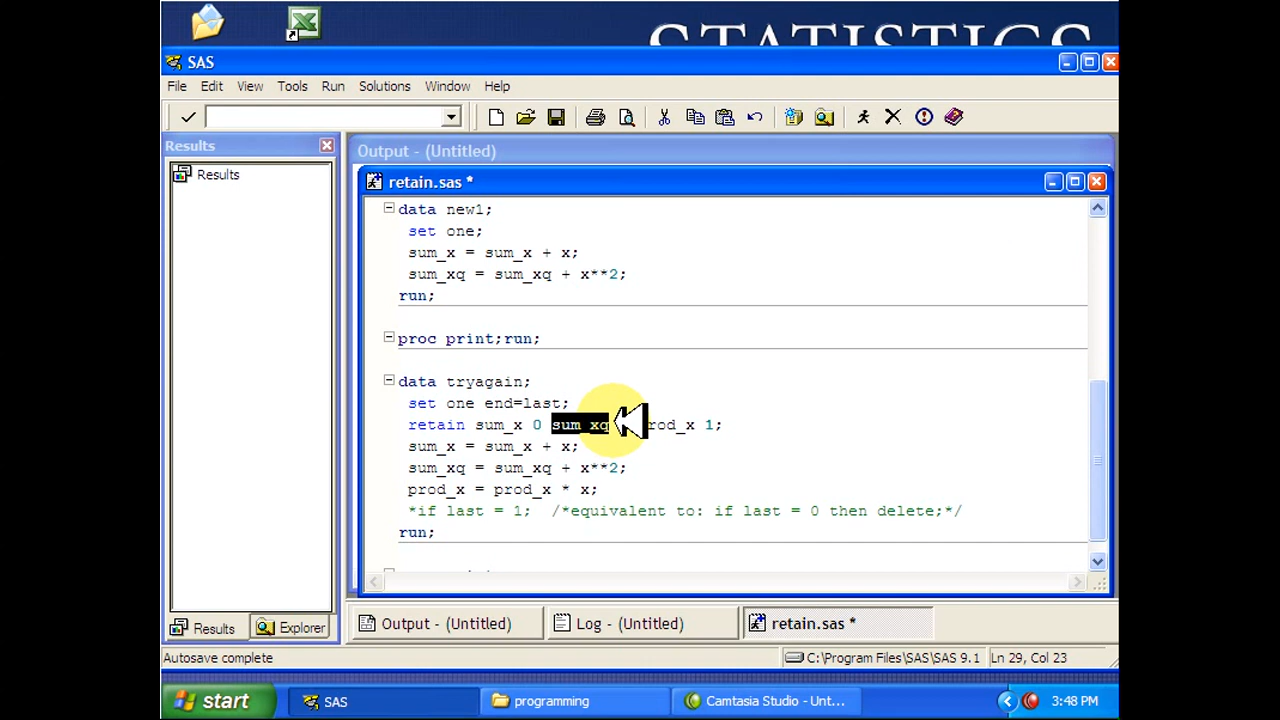 STATISTICS
SAS
File Edit View Tools Run Solutions Window Help
Results
Output - (Untitled)
Results
retain.sas *
data new1;
set one;
sum_x = sum_x + x;
sum_xq = sum_xq + x**2;
run;
proc print;run;
data tryagain;
set one end=last;
retain sum_x 0 sum_xq rod_x 1;
sum_x = sum_x + x;
sum_xq = sum_xq + x**2;
prod_x = prod_x * x;
*if last = 1; /*equivalent to: if last = 0 then delete;*/
run;
Results Explorer
Output - (Untitled) Log - (Untitled) retain.sas *
Autosave complete C:\Program Files\SAS\SAS 9.1 Ln 29, Col 23
start SAS programming Camtasia Studio - Unt... 3:48 PM